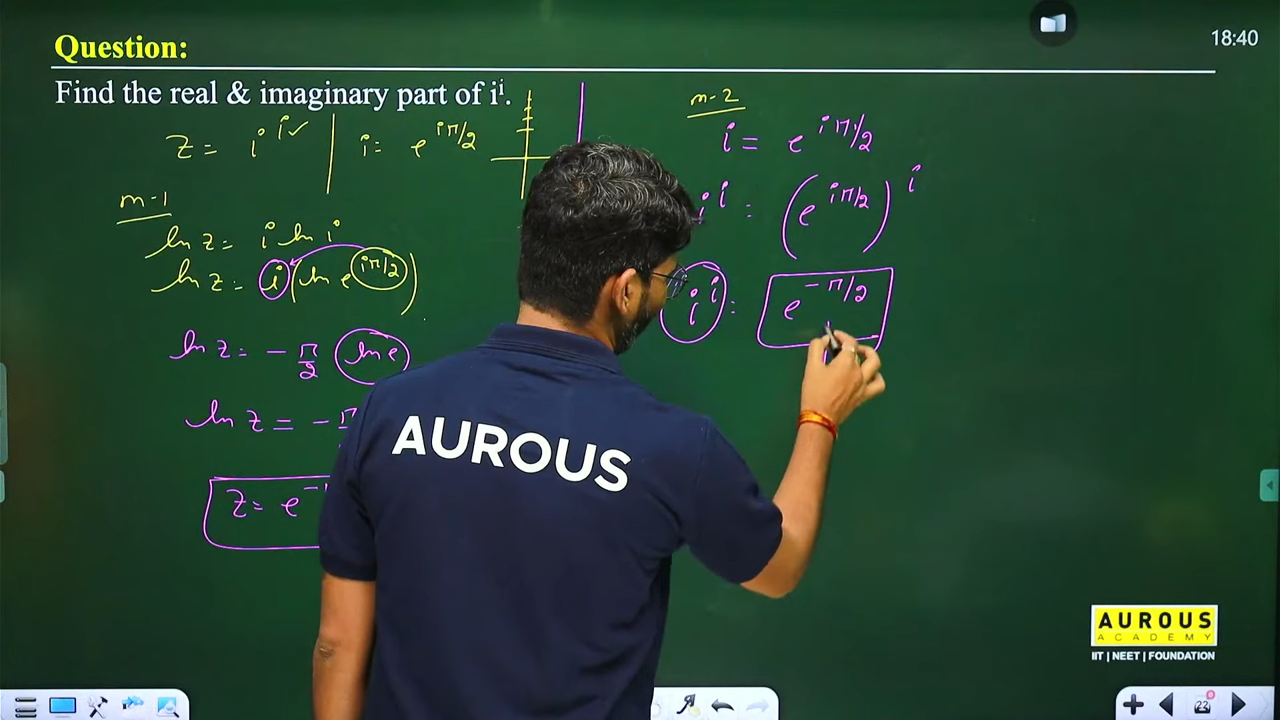 18:40
Question:
Find the real & imaginary part of iⁱ.
z = iⁱ ✓ | i = e^{iπ/2}
m-1
ln z = i ln i
ln z = i (ln e^{iπ/2})
ln z = - π/2 ln e
ln z = -
z = e^-
m-2
i = e^{iπ/2}
iⁱ = (e^{iπ/2})^i
iⁱ = e^{-π/2}
AUROUS
AUROUS
ACADEMY
IIT | NEET | FOUNDATION
22